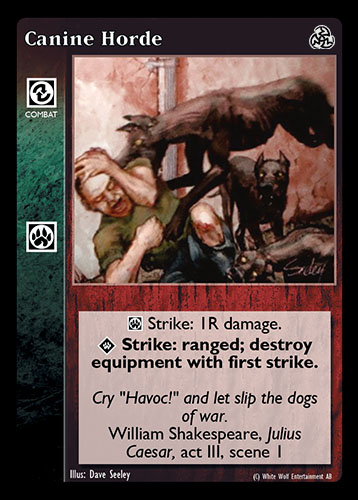 Canine Horde
COMBAT
Seeley
Strike: 1R damage.
Strike: ranged; destroy
equipment with first strike.
Cry "Havoc!" and let slip the dogs
of war.
William Shakespeare, Julius
Caesar, act III, scene 1
Illus: Dave Seeley
(C) White Wolf Entertainment AB